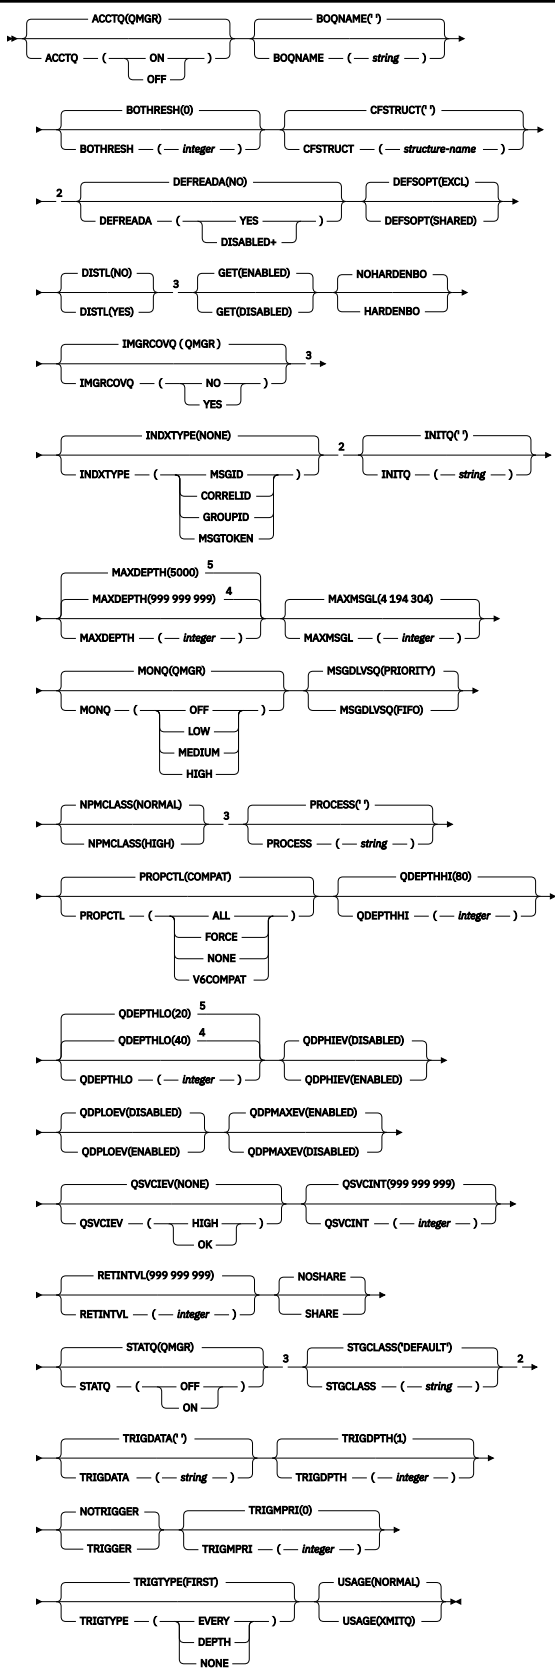 ACCTQ(QMGR) BOQNAME(' ')
ACCTQ ( ON ) BOQNAME ( string )
OFF
BOTHRESH(0) CFSTRUCT(' ')
BOTHRESH ( integer ) CFSTRUCT ( structure-name )
2 DEFREADA(NO) DEFSOPT(EXCL)
DEFREADA ( YES ) DEFSOPT(SHARED)
DISABLED+
DISTL(NO) 3 GET(ENABLED) NOHARDENBO
DISTL(YES) GET(DISABLED) HARDENBO
IMGRCOVQ ( QMGR ) 3
IMGRCOVQ ( NO )
YES
INDXTYPE(NONE) 2 INITQ(' ')
INDXTYPE ( MSGID ) INITQ ( string )
CORRELID
GROUPID
MSGTOKEN
MAXDEPTH(5000) 5
MAXDEPTH(999 999 999) 4 MAXMSGL(4 194 304)
MAXDEPTH ( integer ) MAXMSGL ( integer )
MONQ(QMGR) MSGDLVSQ(PRIORITY)
MONQ ( OFF ) MSGDLVSQ(FIFO)
LOW
MEDIUM
HIGH
NPMCLASS(NORMAL) 3 PROCESS(' ')
NPMCLASS(HIGH) PROCESS ( string )
PROPCTL(COMPAT) QDEPTHHI(80)
PROPCTL ( ALL ) QDEPTHHI ( integer )
FORCE
NONE
V6COMPAT
QDEPTHLO(20) 5
QDEPTHLO(40) 4 QDPHIEV(DISABLED)
QDEPTHLO ( integer ) QDPHIEV(ENABLED)
QDPLOEV(DISABLED) QDPMAXEV(ENABLED)
QDPLOEV(ENABLED) QDPMAXEV(DISABLED)
QSVCIEV(NONE) QSVCINT(999 999 999)
QSVCIEV ( HIGH ) QSVCINT ( integer )
OK
RETINTVL(999 999 999) NOSHARE
RETINTVL ( integer ) SHARE
STATQ(QMGR) 3 STGCLASS('DEFAULT') 2
STATQ ( OFF ) STGCLASS ( string )
ON
TRIGDATA(' ') TRIGDPTH(1)
TRIGDATA ( string ) TRIGDPTH ( integer )
NOTRIGGER TRIGMPRI(0)
TRIGGER TRIGMPRI ( integer )
TRIGTYPE(FIRST) USAGE(NORMAL)
TRIGTYPE ( EVERY ) USAGE(XMITQ)
DEPTH
NONE